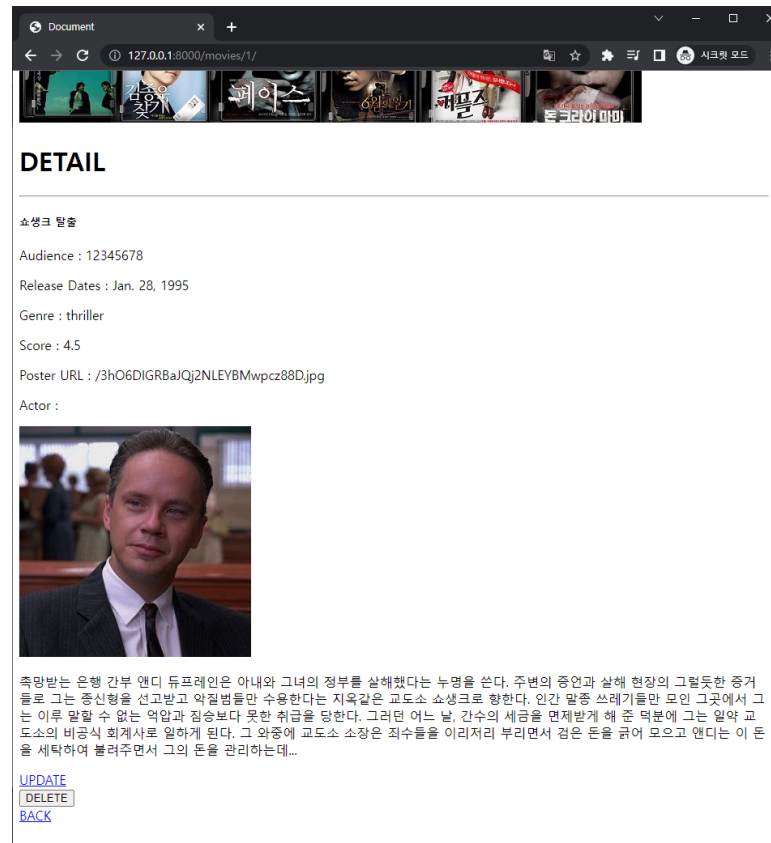 Document
127.0.0.1:8000/movies/1/
시크릿 모드
김종욱
찾기
페이스
6월의일기
커플즈
돈 크라이 마미
DETAIL
쇼생크 탈출
Audience : 12345678
Release Dates : Jan. 28, 1995
Genre : thriller
Score : 4.5
Poster URL : /3hO6DIGRBaJQj2NLEYBMwpcz88D.jpg
Actor :
촉망받는 은행 간부 앤디 듀프레인은 아내와 그녀의 정부를 살해했다는 누명을 쓴다. 주변의 증언과 살해 현장의 그럴듯한 증거
들로 그는 종신형을 선고받고 악질범들만 수용한다는 지옥같은 교도소 쇼생크로 향한다. 인간 말종 쓰레기들만 모인 그곳에서 그
는 이루 말할 수 없는 억압과 짐승보다 못한 취급을 당한다. 그러던 어느 날, 간수의 세금을 면제받게 해 준 덕분에 그는 일약 교
도소의 비공식 회계사로 일하게 된다. 그 와중에 교도소 소장은 죄수들을 이리저리 부리면서 검은 돈을 긁어 모으고 앤디는 이 돈
을 세탁하여 불려주면서 그의 돈을 관리하는데...
UPDATE
DELETE
BACK